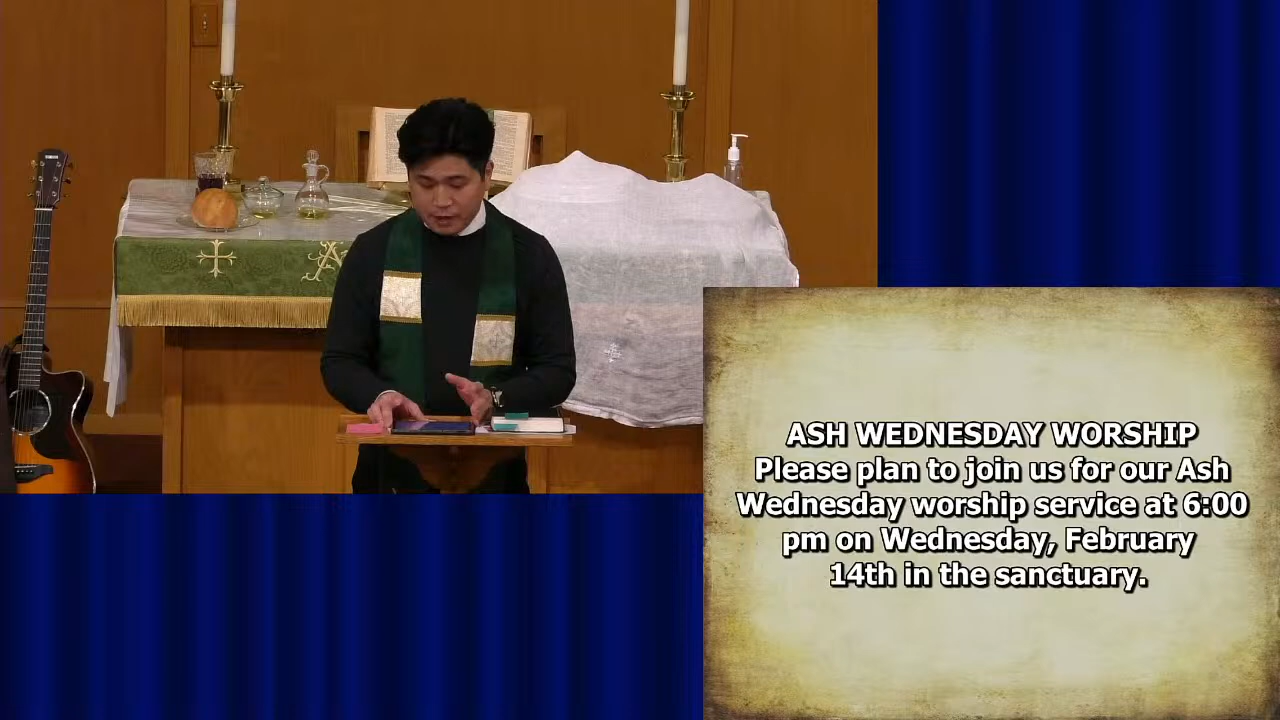 ASH WEDNESDAY WORSHIP
Please plan to join us for our Ash
Wednesday worship service at 6:00
pm on Wednesday, February
14th in the sanctuary.